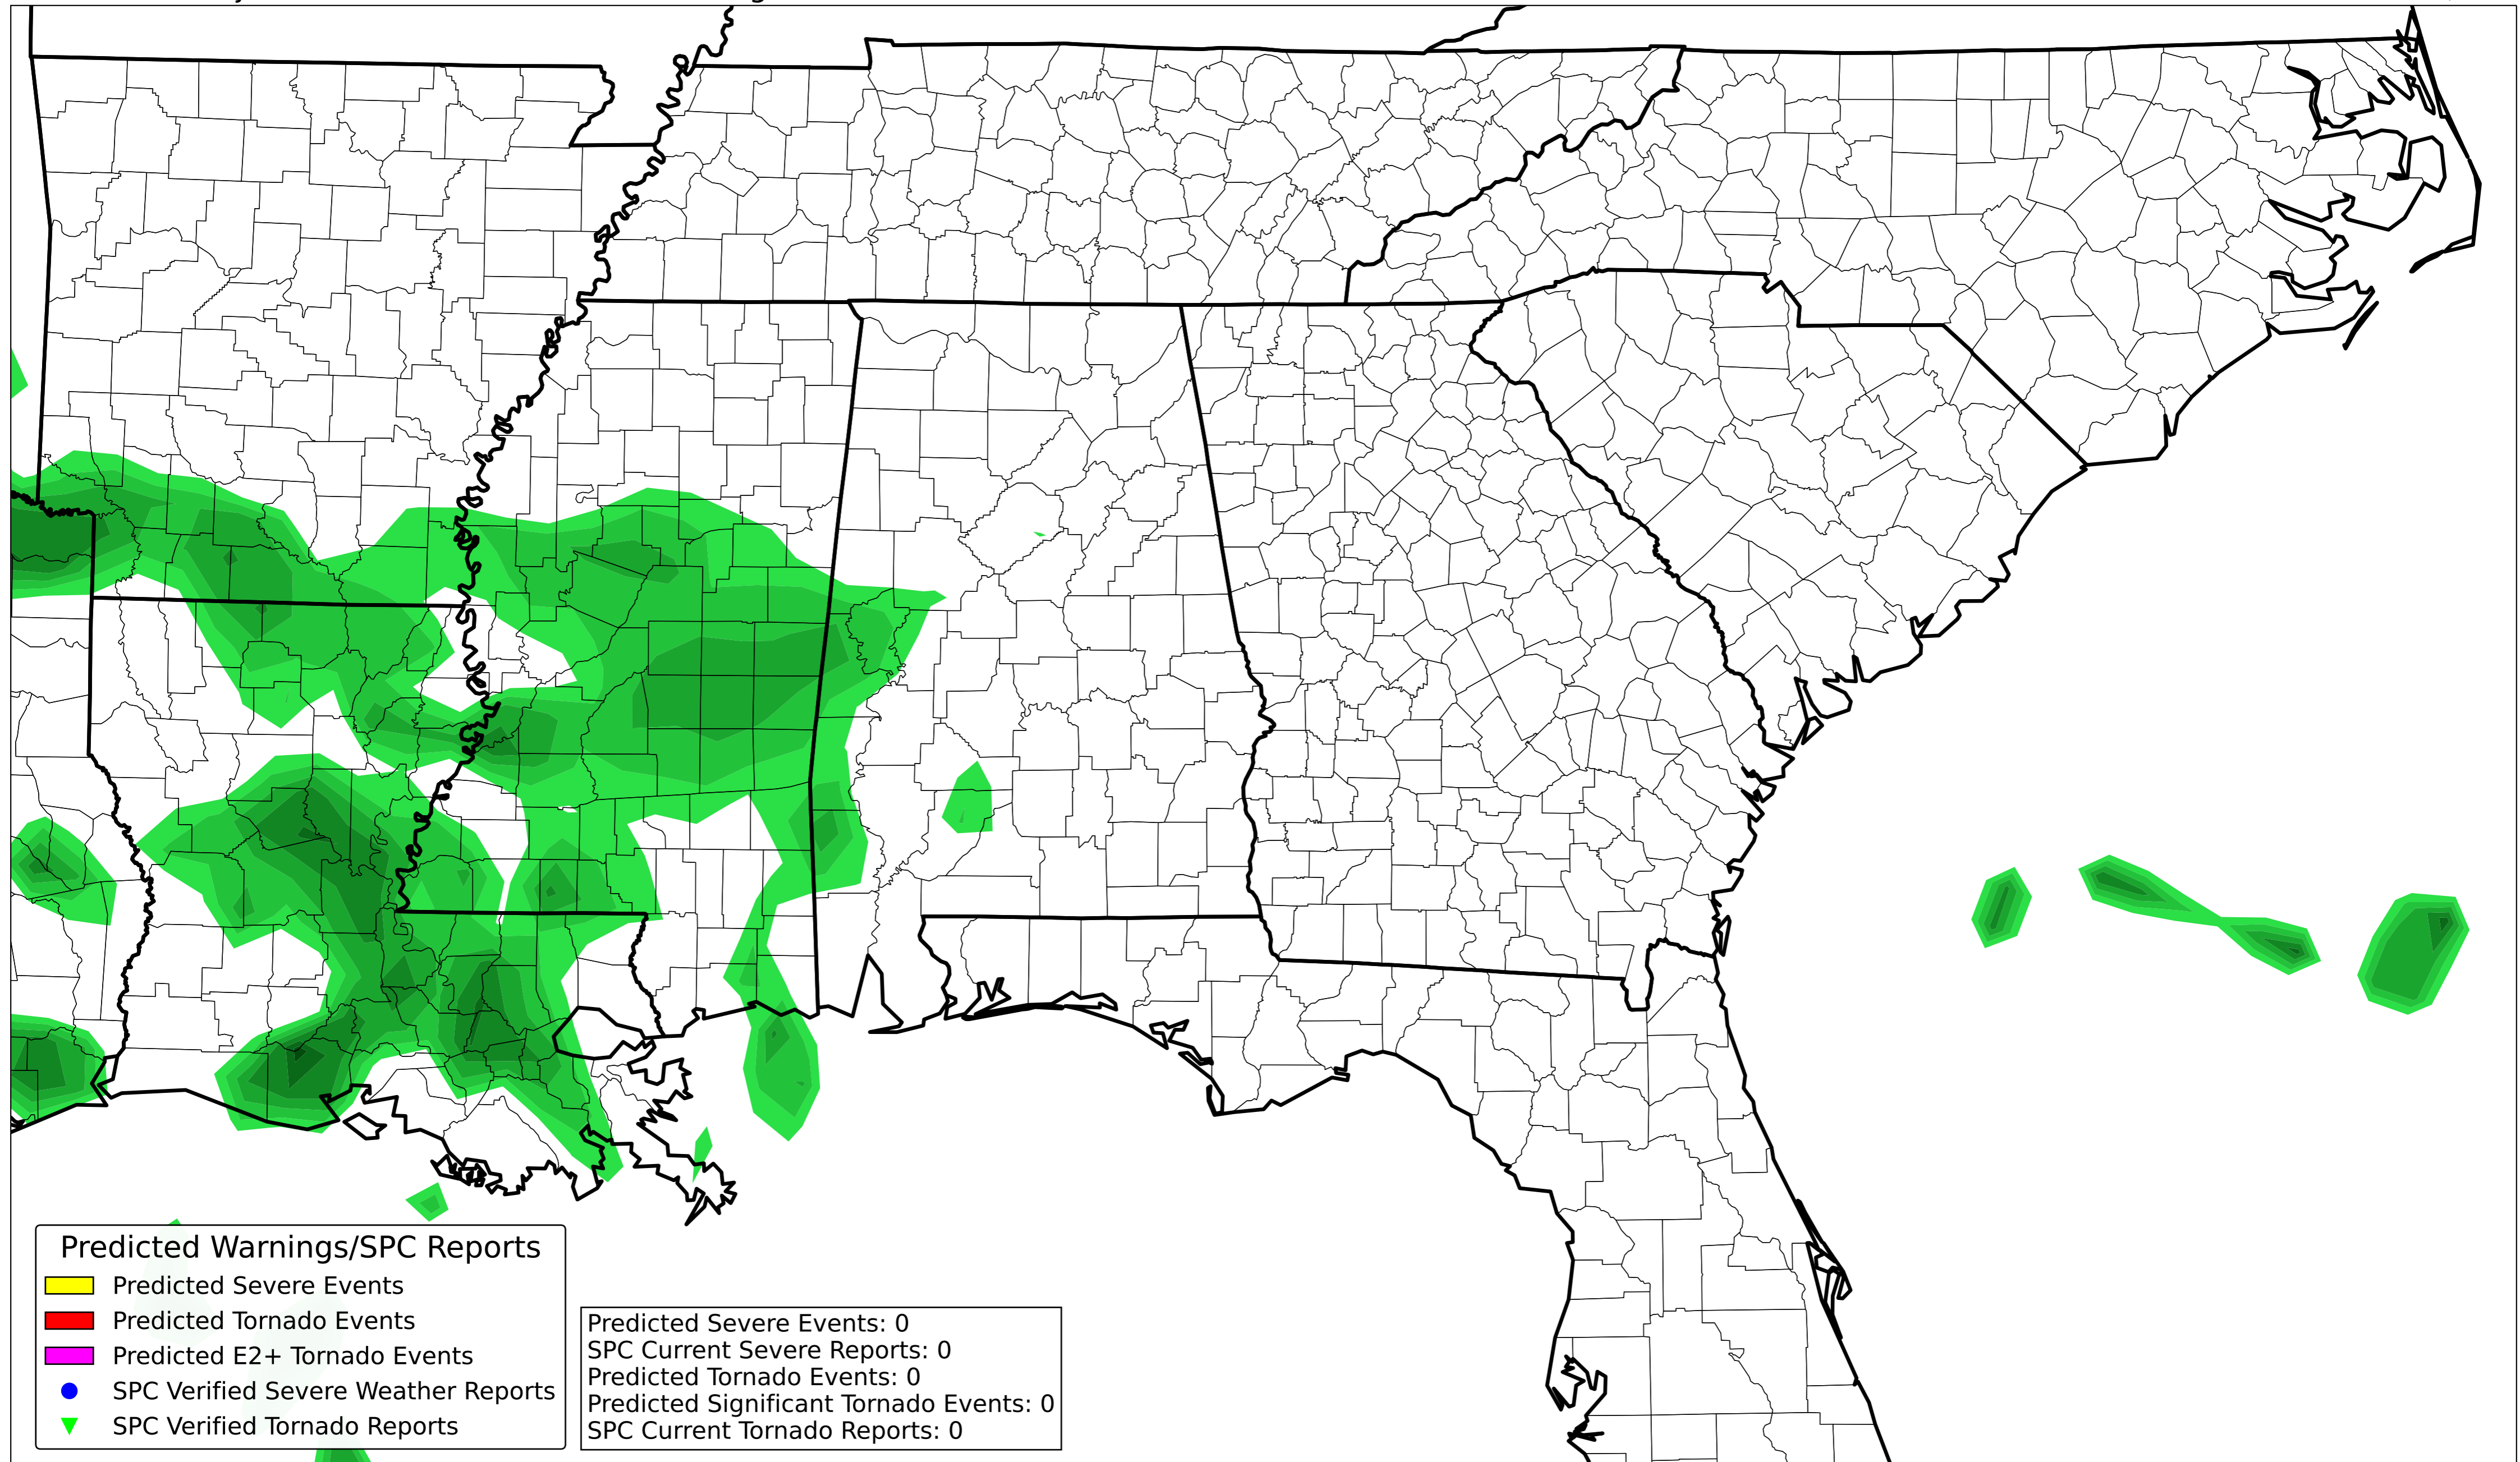 Predicted Warnings/SPC Reports
Predicted Severe Events
Predicted Tornado Events
Predicted E2+ Tornado Events
SPC Verified Severe Weather Reports
SPC Verified Tornado Reports
Predicted Severe Events: 0
SPC Current Severe Reports: 0
Predicted Tornado Events: 0
Predicted Significant Tornado Events: 0
SPC Current Tornado Reports: 0